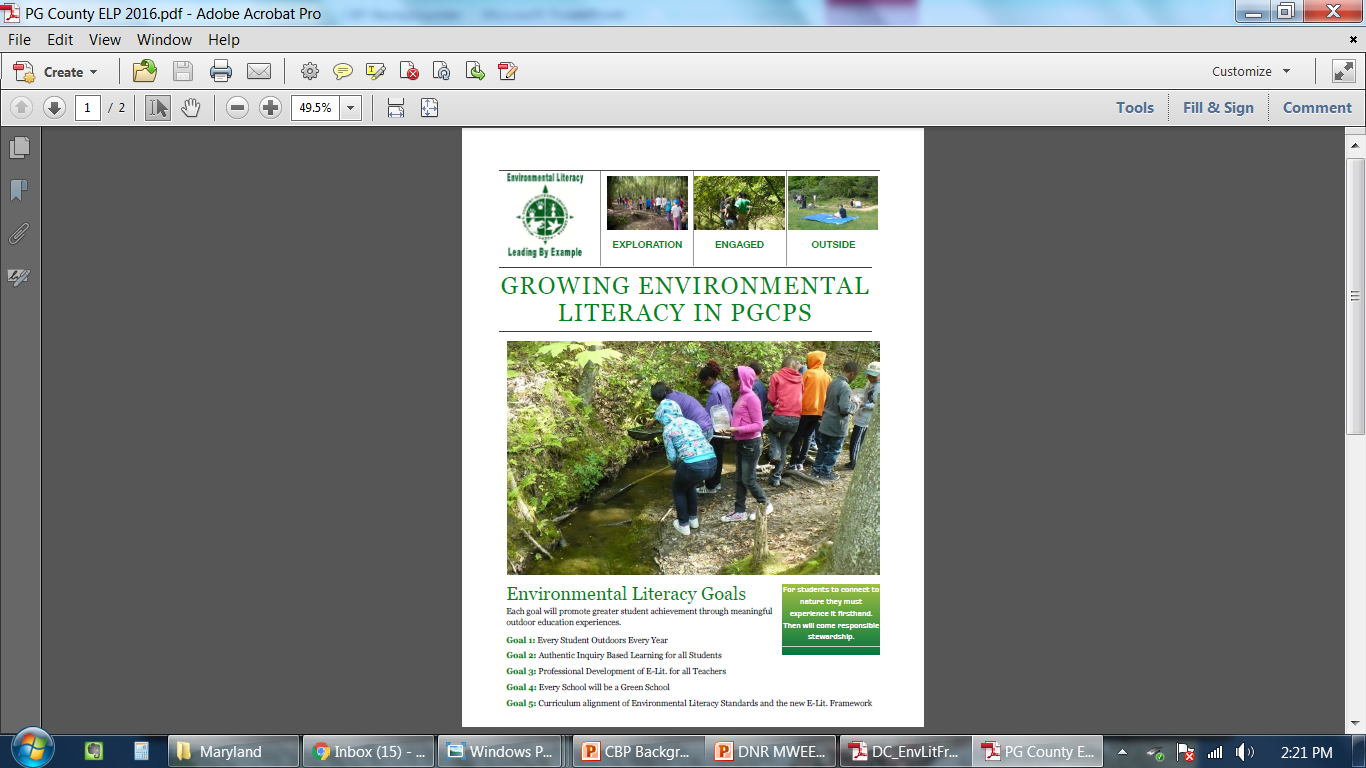 PG County ELP 2016.pdf - Adobe Acrobat Pro
File Edit View Window Help
Create
Customize
1 / 2
49.5%
Tools Fill & Sign Comment
Environmental Literacy
Leading By Example
EXPLORATION ENGAGED OUTSIDE
GROWING ENVIRONMENTAL
LITERACY IN PGCPS
Environmental Literacy Goals
Each goal will promote greater student achievement through meaningful
outdoor education experiences.
Goal 1: Every Student Outdoors Every Year
Goal 2: Authentic Inquiry Based Learning for all Students
Goal 3: Professional Development of E-Lit. for all Teachers
Goal 4: Every School will be a Green School
Goal 5: Curriculum alignment of Environmental Literacy Standards and the new E-Lit. Framework
For students to connect to
nature they must
experience it firsthand.
Then will come responsible
stewardship.
Maryland
Inbox (15) - ...
Windows P...
CBP Backgr...
DNR MWEE...
DC_EnvLitFr...
PG County E...
2:21 PM